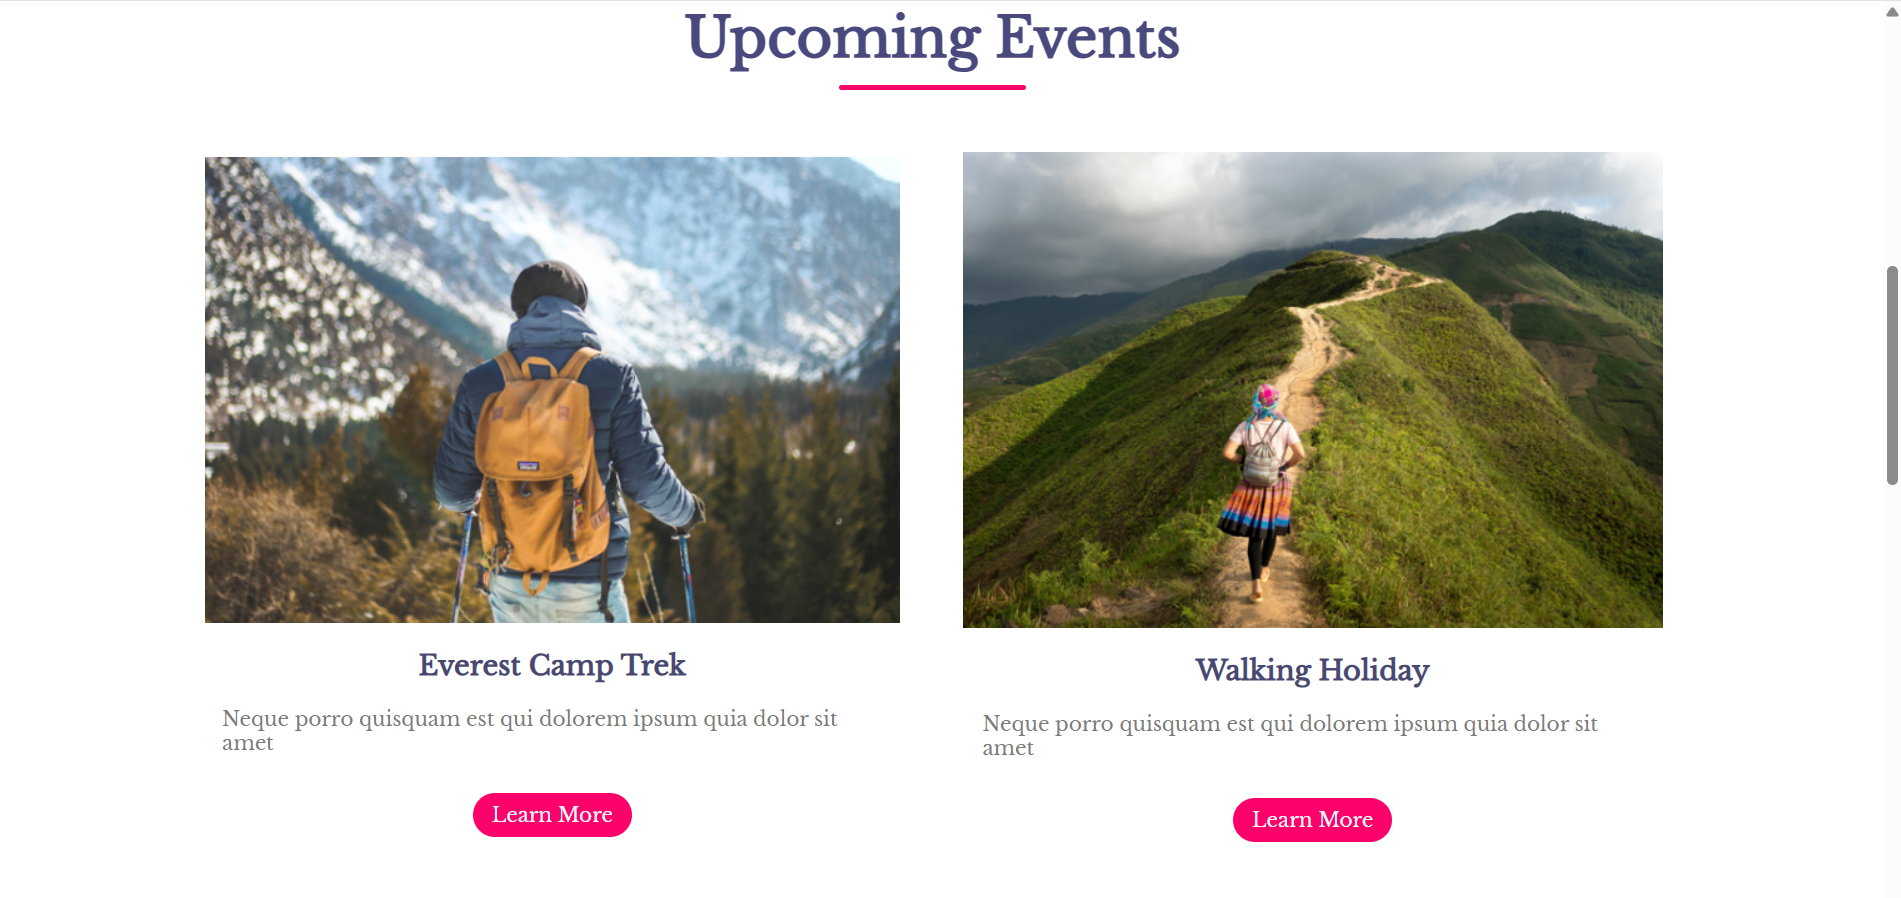 Upcoming Events
Everest Camp Trek
Neque porro quisquam est qui dolorem ipsum quia dolor sit
amet
Learn More
Walking Holiday
Neque porro quisquam est qui dolorem ipsum quia dolor sit
amet
Learn More